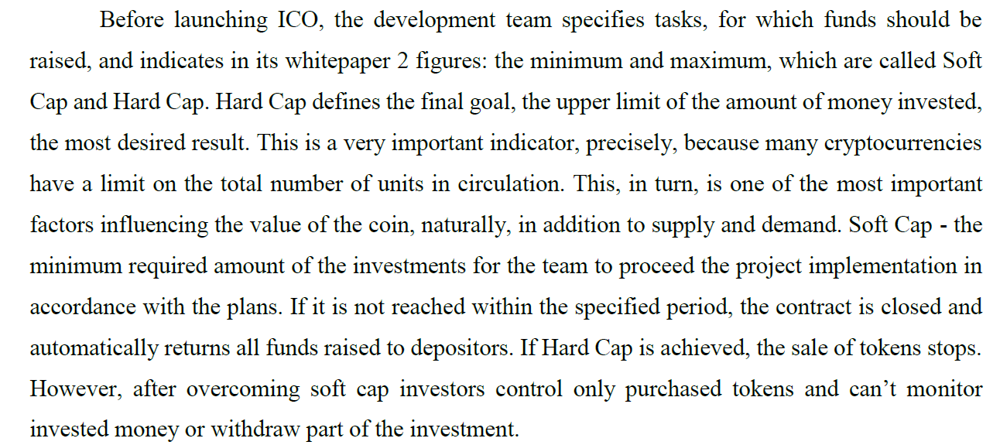 Before launching ICO, the development team specifies tasks, for which funds should be
raised, and indicates in its whitepaper 2 figures: the minimum and maximum, which are called Soft
Cap and Hard Cap. Hard Cap defines the final goal, the upper limit of the amount of money invested,
the most desired result. This is a very important indicator, precisely, because many cryptocurrencies
have a limit on the total number of units in circulation. This, in turn, is one of the most important
factors influencing the value of the coin, naturally, in addition to supply and demand. Soft Cap - the
minimum required amount of the investments for the team to proceed the project implementation in
accordance with the plans. If it is not reached within the specified period, the contract is closed and
automatically returns all funds raised to depositors. If Hard Cap is achieved, the sale of tokens stops.
However, after overcoming soft cap investors control only purchased tokens and can’t monitor
invested money or withdraw part of the investment.